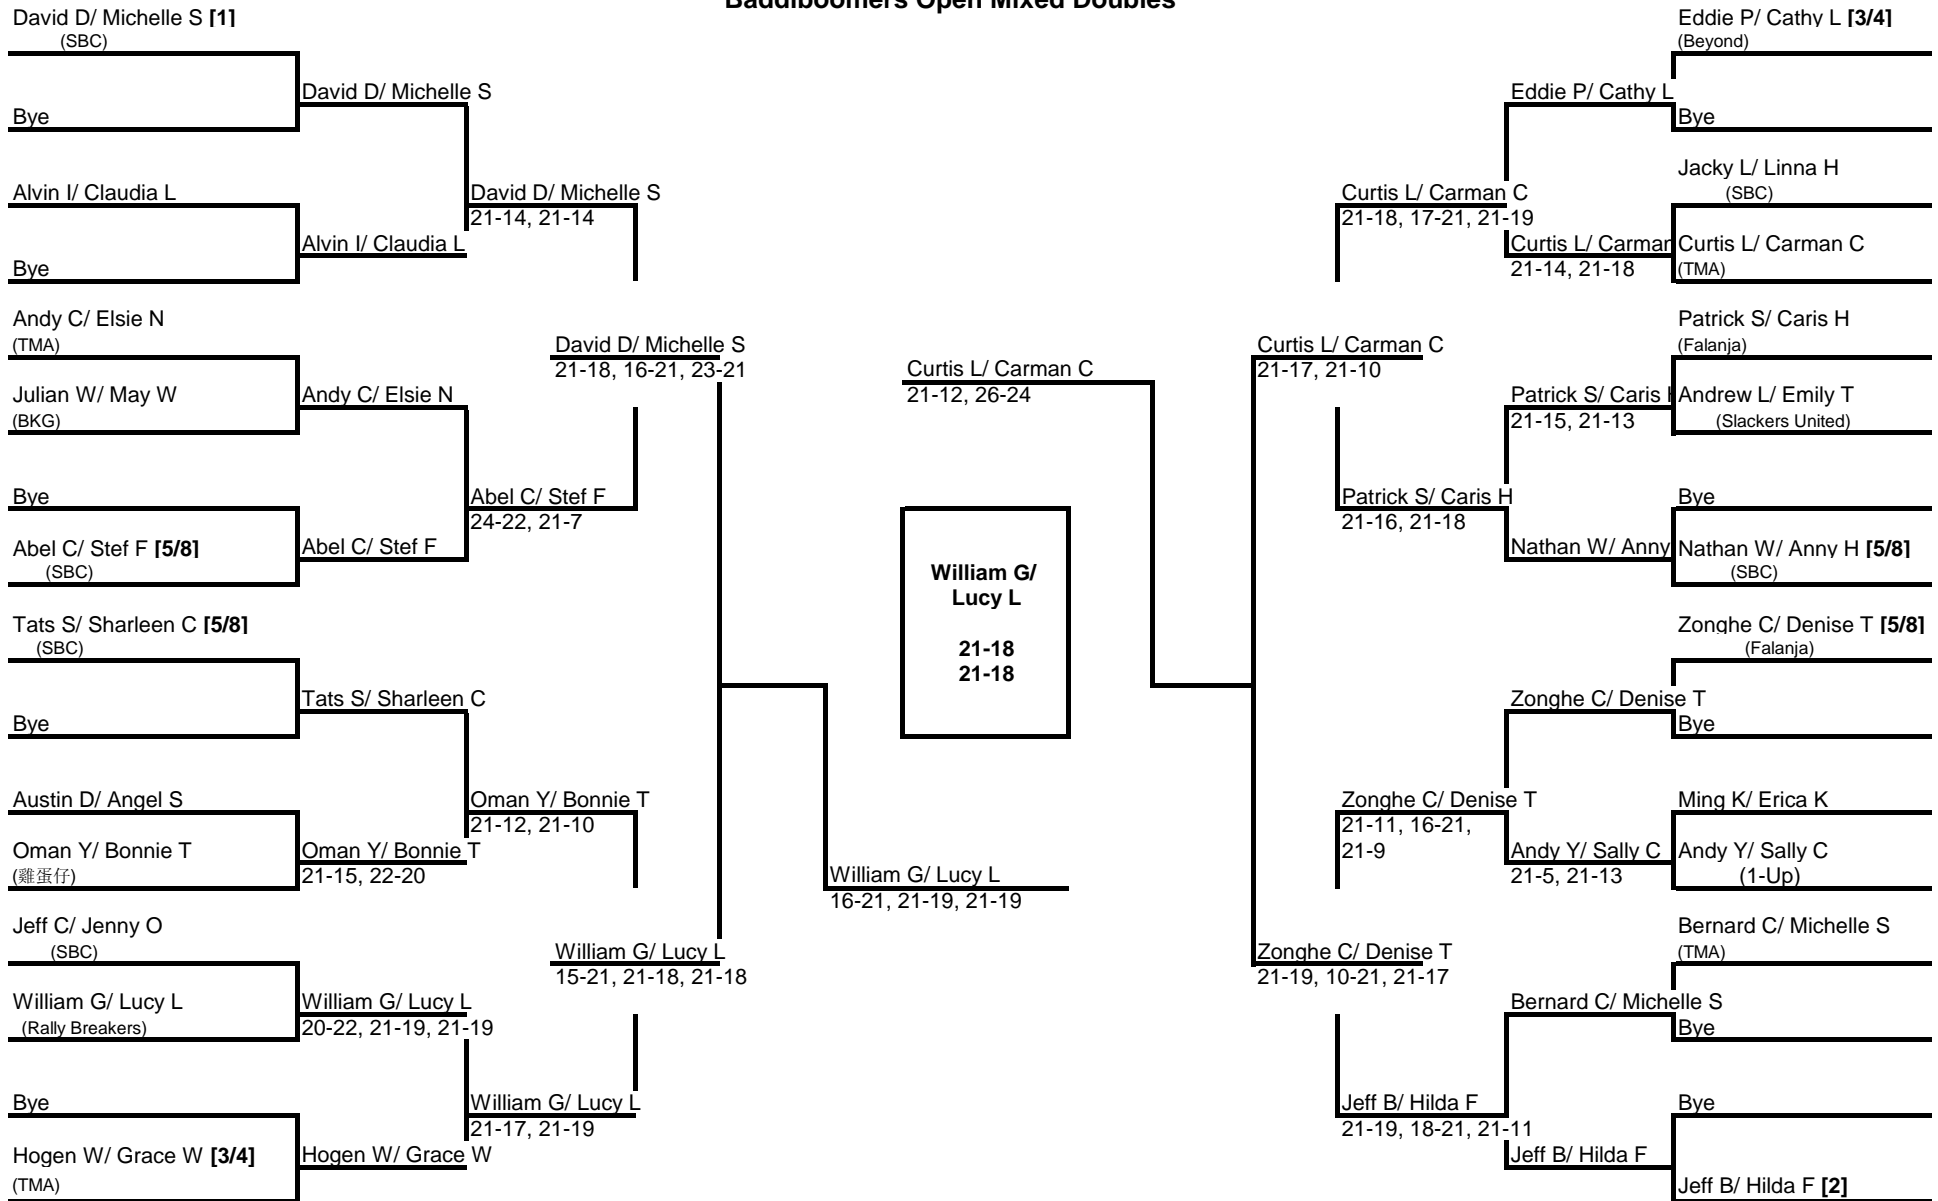 Baddiboomers Open Mixed Doubles
David D/ Michelle S [1]
(SBC)
Bye
Alvin I/ Claudia L
Bye
Andy C/ Elsie N
(TMA)
Julian W/ May W
(BKG)
Bye
Abel C/ Stef F [5/8]
(SBC)
Tats S/ Sharleen C [5/8]
(SBC)
Bye
Austin D/ Angel S
Oman Y/ Bonnie T
(雞蛋仔)
Jeff C/ Jenny O
(SBC)
William G/ Lucy L
(Rally Breakers)
Bye
Hogen W/ Grace W [3/4]
(TMA)
David D/ Michelle S
Alvin I/ Claudia L
Andy C/ Elsie N
Abel C/ Stef F
Tats S/ Sharleen C
Oman Y/ Bonnie T
21-15, 22-20
William G/ Lucy L
20-22, 21-19, 21-19
Hogen W/ Grace W
David D/ Michelle S
21-14, 21-14
Abel C/ Stef F
24-22, 21-7
Oman Y/ Bonnie T
21-12, 21-10
William G/ Lucy L
21-17, 21-19
David D/ Michelle S
21-18, 16-21, 23-21
William G/ Lucy L
15-21, 21-18, 21-18
William G/ Lucy L
16-21, 21-19, 21-19
Curtis L/ Carman C
21-12, 26-24
William G/
Lucy L
21-18
21-18
Curtis L/ Carman C
21-17, 21-10
Zonghe C/ Denise T
21-19, 10-21, 21-17
Curtis L/ Carman C
21-18, 17-21, 21-19
Patrick S/ Caris H
21-16, 21-18
Zonghe C/ Denise T
21-11, 16-21,
21-9
Jeff B/ Hilda F
21-19, 18-21, 21-11
Eddie P/ Cathy L
Curtis L/ Carman
21-14, 21-18
Patrick S/ Caris H
21-15, 21-13
Nathan W/ Anny
Zonghe C/ Denise T
Andy Y/ Sally C
21-5, 21-13
Bernard C/ Michelle S
Jeff B/ Hilda F
Eddie P/ Cathy L [3/4]
(Beyond)
Bye
Jacky L/ Linna H
(SBC)
Curtis L/ Carman C
(TMA)
Patrick S/ Caris H
(Falanja)
Andrew L/ Emily T
(Slackers United)
Bye
Nathan W/ Anny H [5/8]
(SBC)
Zonghe C/ Denise T [5/8]
(Falanja)
Bye
Ming K/ Erica K
Andy Y/ Sally C
(1-Up)
Bernard C/ Michelle S
(TMA)
Bye
Bye
Jeff B/ Hilda F [2]